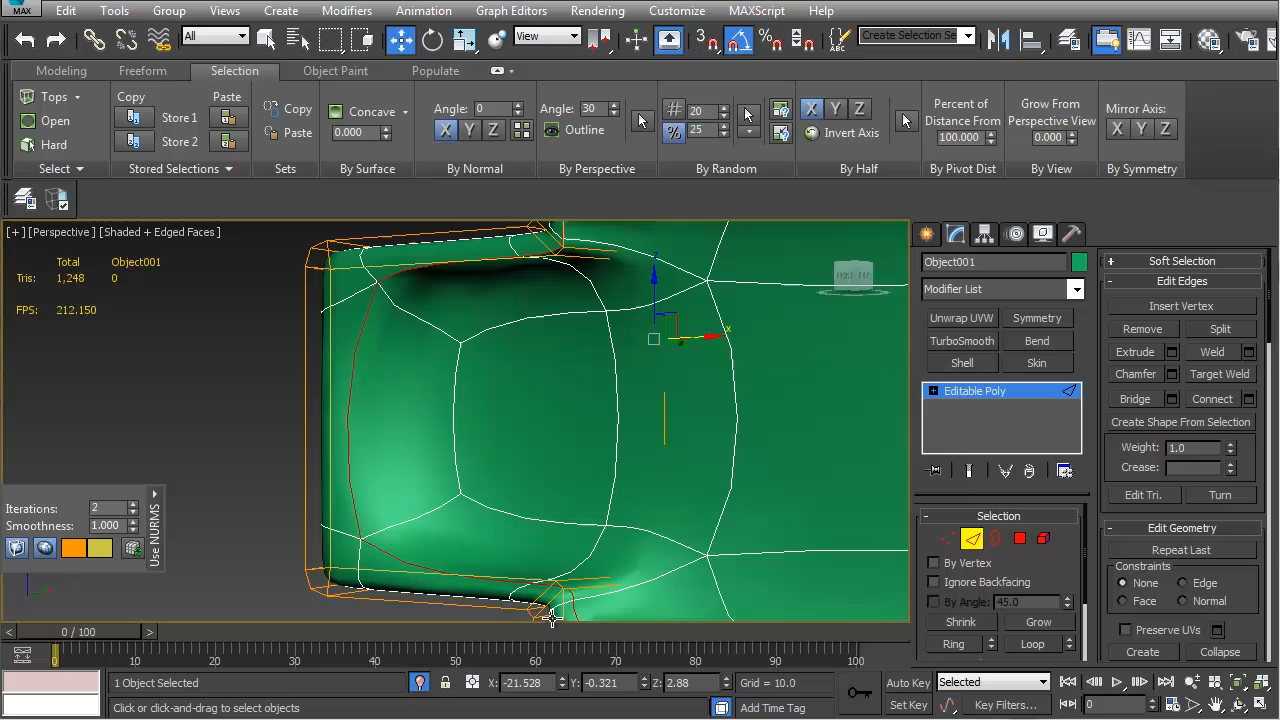 MAX Edit Tools Group Views Create Modifiers Animation Graph Editors Rendering Customize MAXScript Help
All View 3 Create Selection Se
Modeling Freeform Selection Object Paint Populate
Tops Copy Paste Copy Concave Angle: 0 Angle: 30 # 20 X Y Z Percent of Grow From Mirror Axis:
Open Store 1 Paste 0.000 X Y Z Outline % 25 Invert Axis Distance From Perspective View X Y Z
Hard Store 2 100.000 0.000
Select Stored Selections Sets By Surface By Normal By Perspective By Random By Half By Pivot Dist By View By Symmetry
[ + ] [Perspective ] [Shaded + Edged Faces ]
Total Object001
Tris: 1,248 0
FPS: 212.150
x
Iterations: 2
Smoothness: 1.000
Use NURMS
Object001
Modifier List
Unwrap UVW Symmetry
TurboSmooth Bend
Shell Skin
Editable Poly
Selection
By Vertex
Ignore Backfacing
By Angle: 45.0
Shrink Grow
Ring Loop
+ Soft Selection
- Edit Edges
Insert Vertex
Remove Split
Extrude Weld
Chamfer Target Weld
Bridge Connect
Create Shape From Selection
Weight: 1.0
Crease:
Edit Tri. Turn
- Edit Geometry
Repeat Last
Constraints
None Edge
Face Normal
Preserve UVs
Create Collapse
< 0 / 100 >
0 10 20 30 40 50 60 70 80 90 100
1 Object Selected X: -21.528 Y: -0.321 Z: 2.88 Grid = 10.0 Auto Key Selected
Click or click-and-drag to select objects Add Time Tag Set Key Key Filters... 0